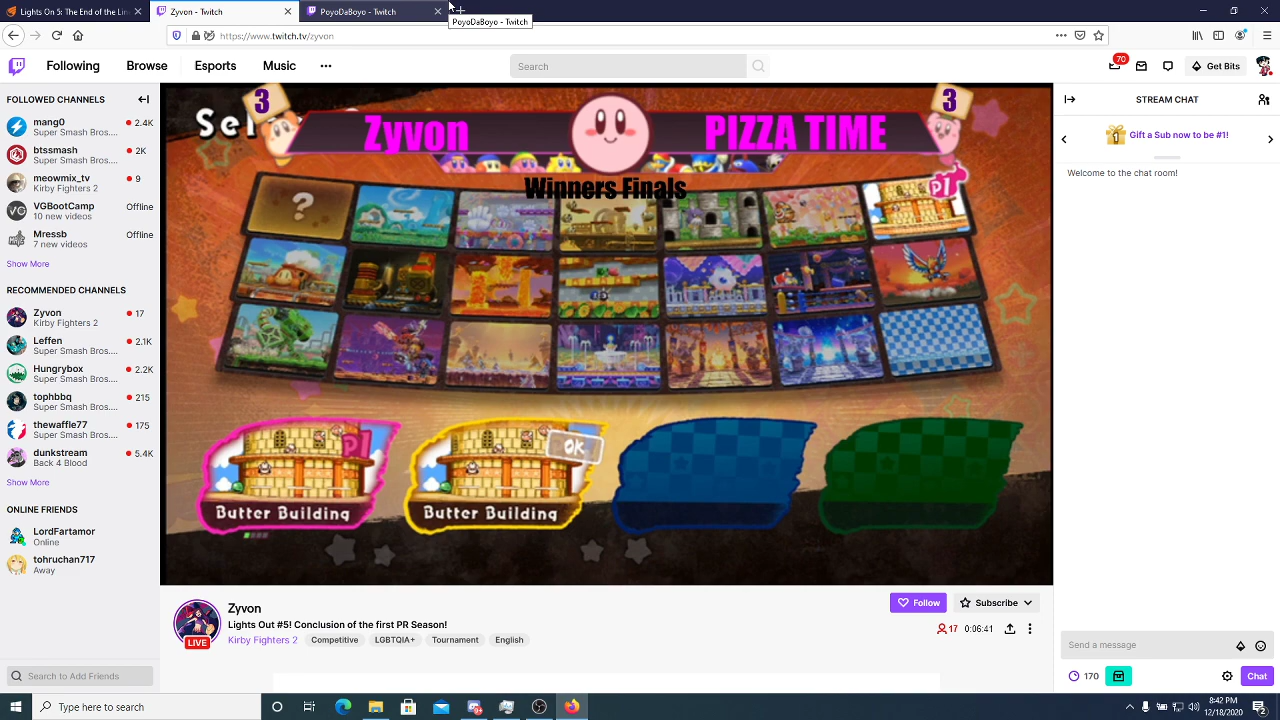 Lights On 5: The End of the Lin
Zyvon - Twitch
PoyoDaBoyo - Twitch
PoyoDaBoyo - Twitch
https://www.twitch.tv/zyvon
Following
Browse
Esports
Music
Search
70
Get Bits
FOLLOWED CHANNELS
mang0
Super Smash Bros....
2.4K
btssmash
Super Smash Bros....
2K
meowmix_tv
Kirby Fighters 2
9
VGBootCamp
10 new videos
Offline
Mressb
7 new videos
Offline
Show More
RECOMMENDED CHANNELS
Zyvon
Kirby Fighters 2
17
Leffen
Super Smash Bros....
2.1K
Hungrybox
Super Smash Bros....
2.2K
tophbbq
Super Smash Bros....
215
thewaffle77
Super Smash Bros....
175
dunkstream
Back 4 Blood
5.4K
Show More
ONLINE FRIENDS
LordFartamor
Online
tohruchan717
Away
Search to Add Friends
3
Zyvon
PIZZA TIME
3
Winners Finals
?
P1
P1
Butter Building
OK
Butter Building
LIVE
Zyvon
Lights Out #5! Conclusion of the first PR Season!
Kirby Fighters 2
Competitive
LGBTQIA+
Tournament
English
Follow
Subscribe
17
0:06:41
STREAM CHAT
1
Gift a Sub now to be #1!
Welcome to the chat room!
Send a message
170
Chat
Type here to search
8:42 PM
12/18/2020
2